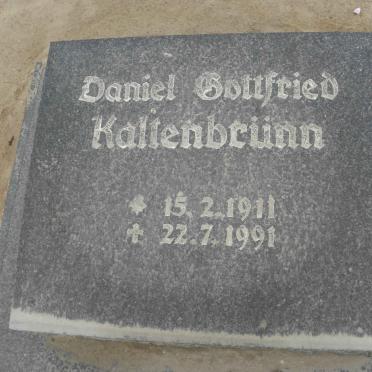 Daniel Gottfried
Kaltenbrünn
* 15.2.1911
✝ 22.7.1991